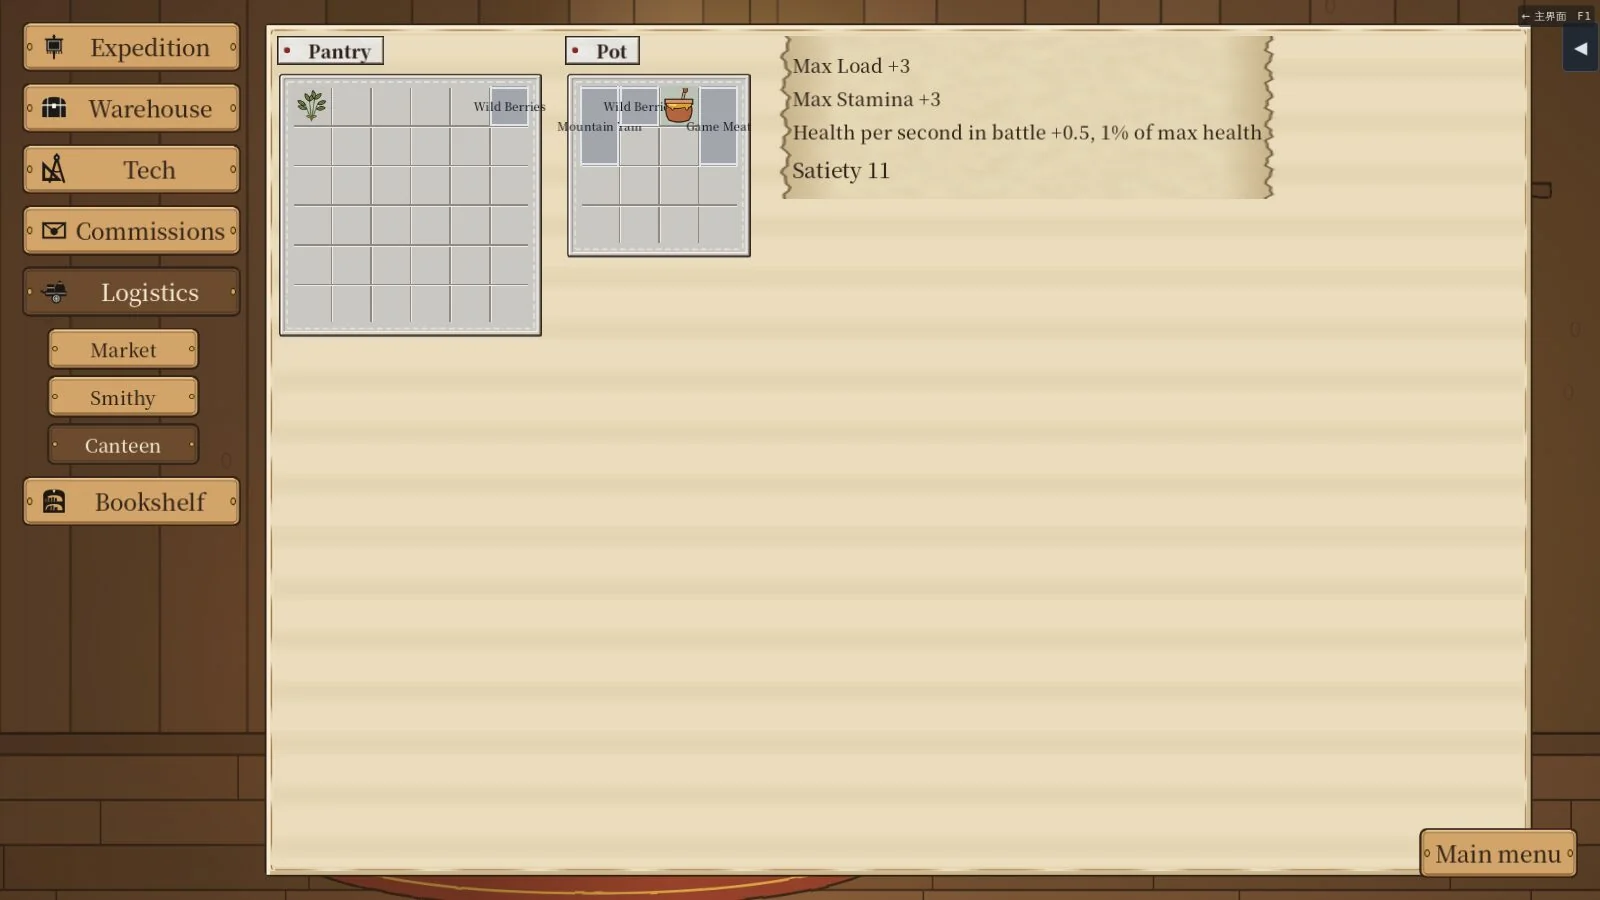 Expedition
Warehouse
Tech
Commissions
Logistics
Market
Smithy
Canteen
Bookshelf
Pantry
Wild Berries
Pot
Wild Berri
Mountain Yam
Game Meat
Max Load +3
Max Stamina +3
Health per second in battle +0.5, 1% of max health
Satiety 11
← 主界面 F1
Main menu